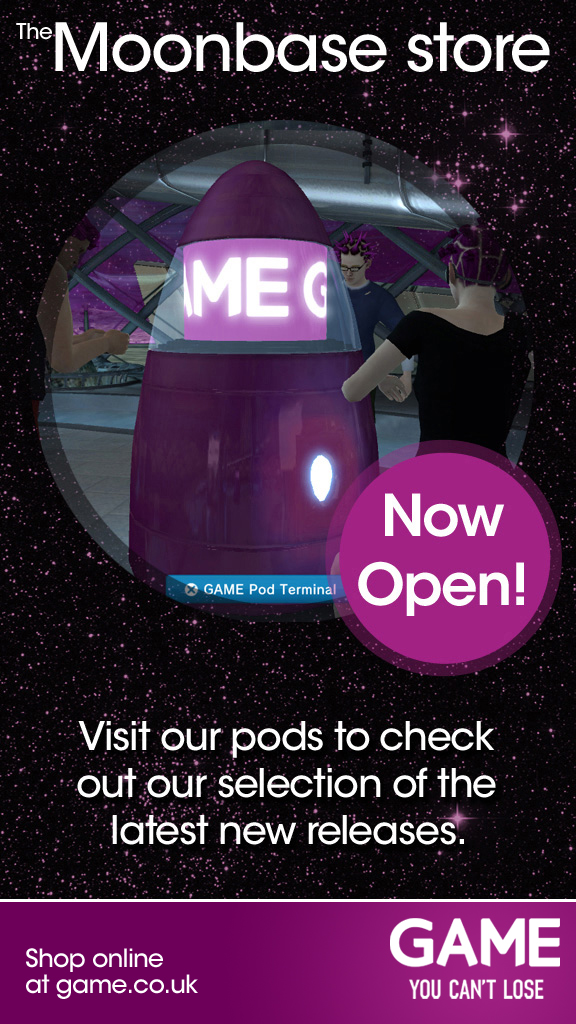 The Moonbase store
AME G
Now
Open!
GAME Pod Terminal
Visit our pods to check
out our selection of the
latest new releases.
Shop online
at game.co.uk
GAME
YOU CAN'T LOSE